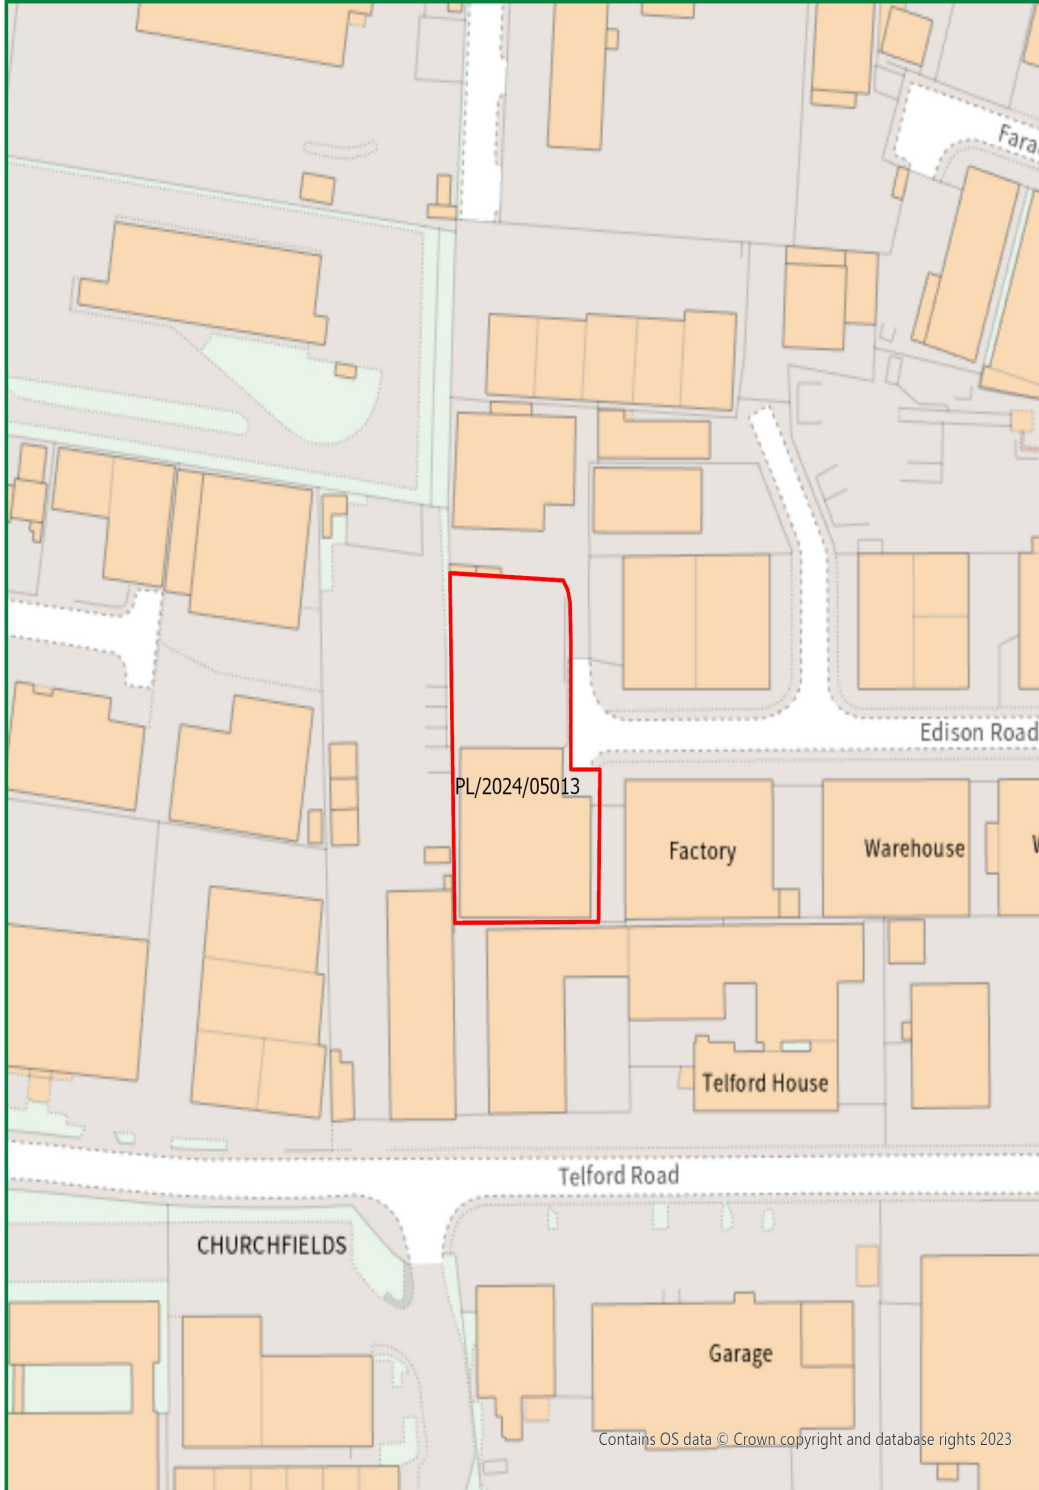 Fara
Edison Road
PL/2024/05013
Factory
Warehouse
W
Telford House
Telford Road
CHURCHFIELDS
Garage
Contains OS data © Crown copyright and database rights 2023